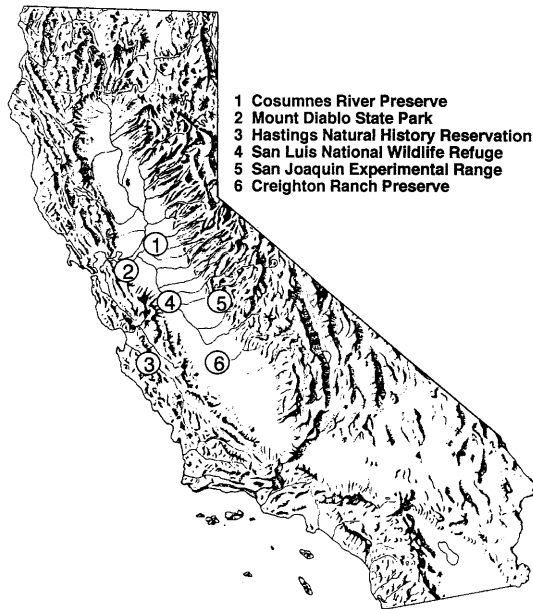 1 Cosumnes River Preserve
2 Mount Diablo State Park
3 Hastings Natural History Reservation
4 San Luis National Wildlife Refuge
5 San Joaquin Experimental Range
6 Creighton Ranch Preserve
1
2
4
5
3
6